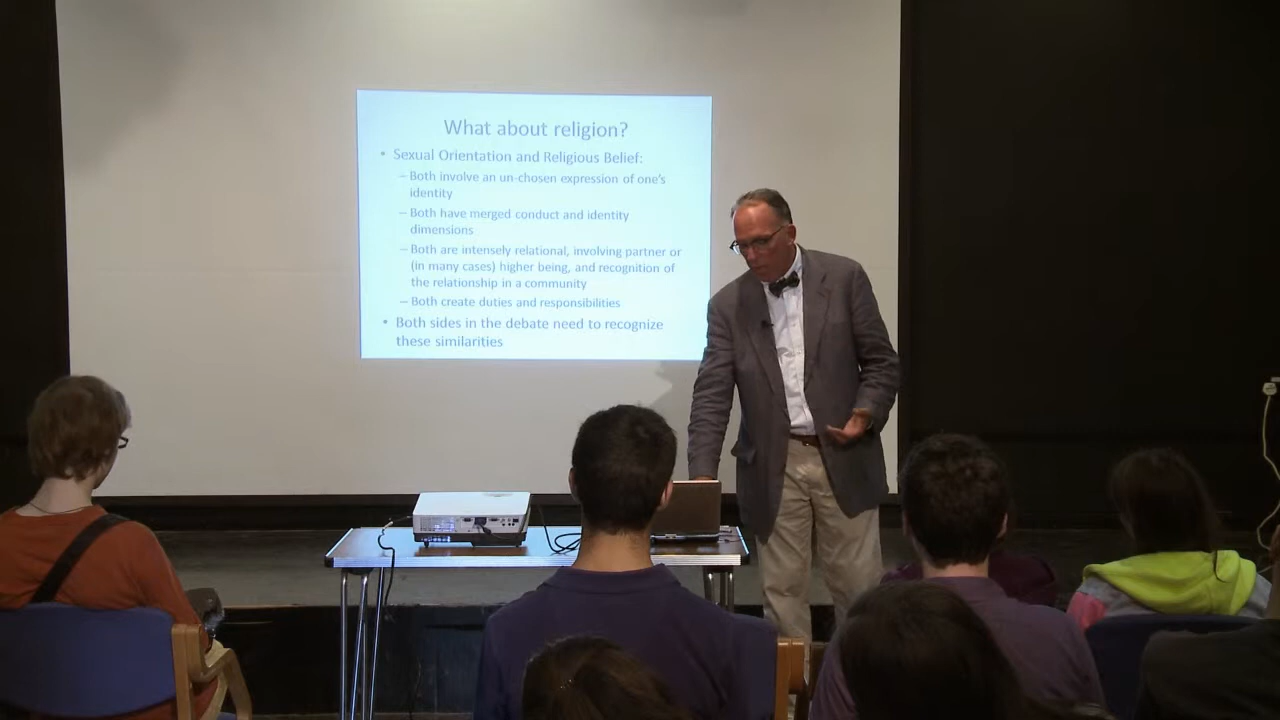 What about religion?
• Sexual Orientation and Religious Belief:
– Both involve an un-chosen expression of one's
identity
– Both have merged conduct and identity
dimensions
– Both are intensely relational, involving partner or
(in many cases) higher being, and recognition of
the relationship in a community
– Both create duties and responsibilities
• Both sides in the debate need to recognize
these similarities